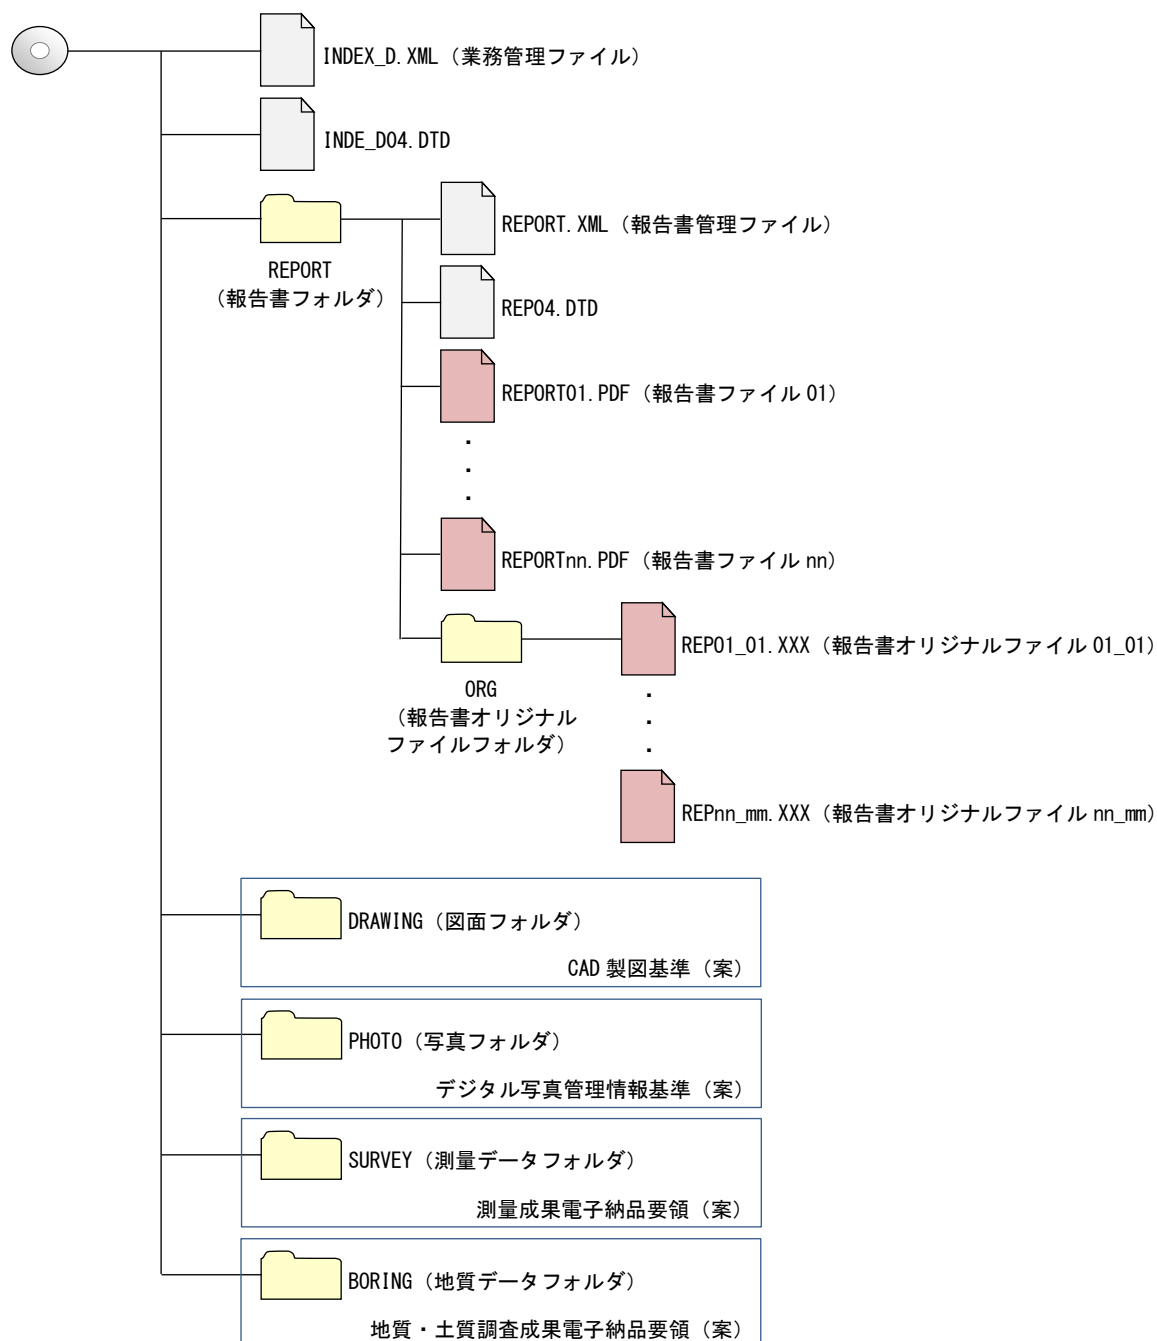 INDEX_D.XML（業務管理ファイル）
INDE_D04.DTD
REPORT.XML（報告書管理ファイル）
REPORT
（報告書フォルダ）
REP04.DTD
REPORT01.PDF（報告書ファイル 01）
・
・
・
REPORTnn.PDF（報告書ファイル nn）
REP01_01.XXX（報告書オリジナルファイル 01_01）
ORG
（報告書オリジナル
ファイルフォルダ）
・
・
・
REPnn_mm.XXX（報告書オリジナルファイル nn_mm）
DRAWING（図面フォルダ）
CAD 製図基準（案）
PHOTO（写真フォルダ）
デジタル写真管理情報基準（案）
SURVEY（測量データフォルダ）
測量成果電子納品要領（案）
BORING（地質データフォルダ）
地質・土質調査成果電子納品要領（案）